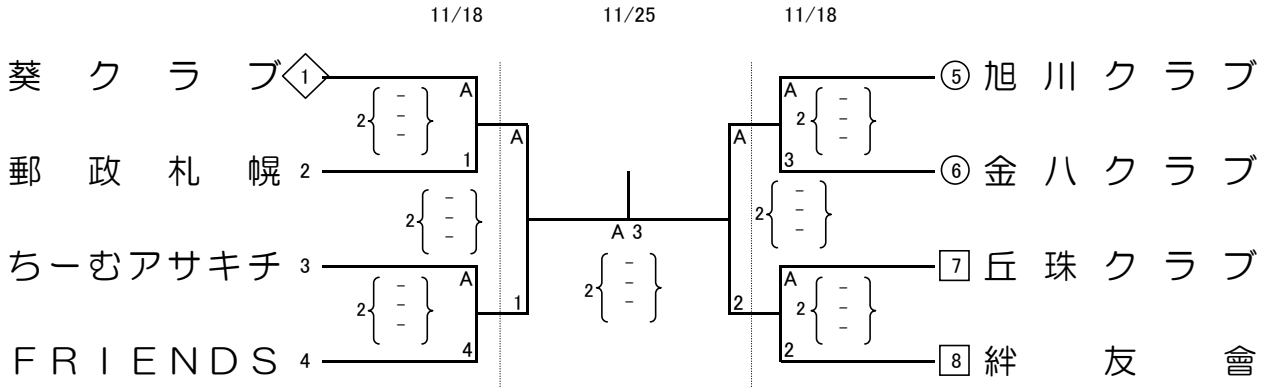 11/18 11/25 11/18
葵クラブ 1 A 5 旭川クラブ
2 { - - - } A A 2 { - - - }
郵政札幌 2 1 3 6 金八クラブ
2 { - - - } A 3 2 { - - - }
ちーむアサキチ 3 A 7 丘珠クラブ
2 { - - - } 1 2 { - - - } 2 2 { - - - }
FRIENDS 4 4 2 8 絆友會